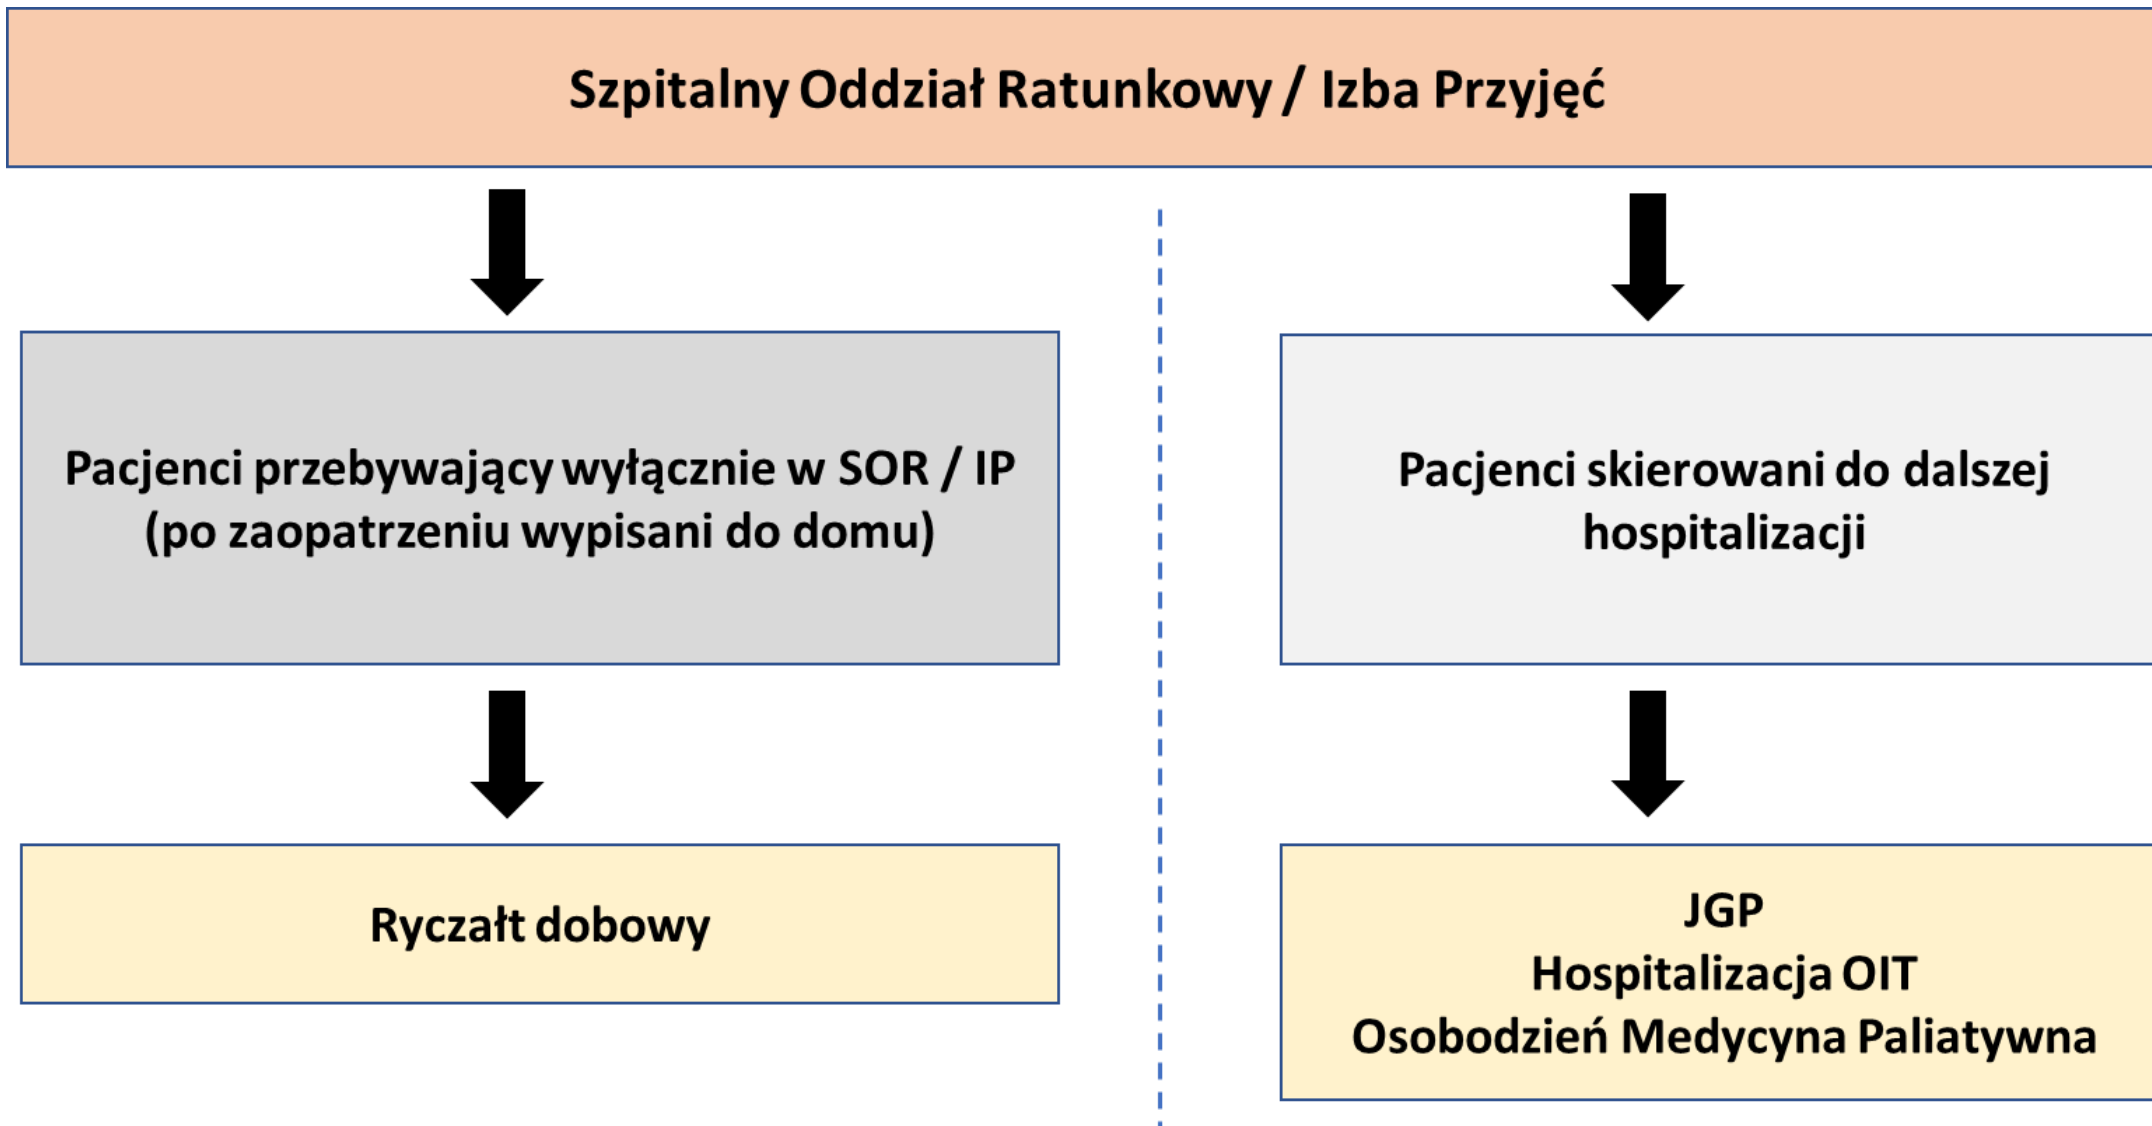 Szpitalny Oddział Ratunkowy / Izba Przyjęć
Pacjenci przebywający wyłącznie w SOR / IP
(po zaopatrzeniu wypisani do domu)
Ryczałt dobowy
Pacjenci skierowani do dalszej
hospitalizacji
JGP
Hospitalizacja OIT
Osobodzień Medycyna Paliatywna